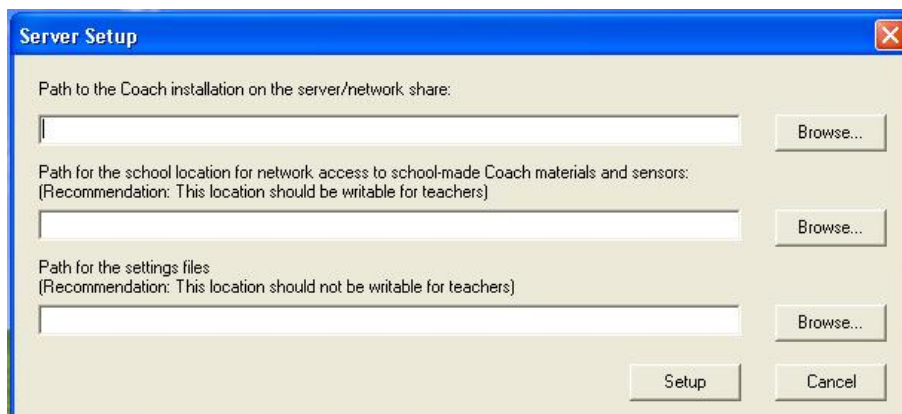 Server Setup
Path to the Coach installation on the server/network share:
Browse...
Path for the school location for network access to school-made Coach materials and sensors:
(Recommendation: This location should be writable for teachers)
Browse...
Path for the settings files
(Recommendation: This location should not be writable for teachers)
Browse...
Setup
Cancel